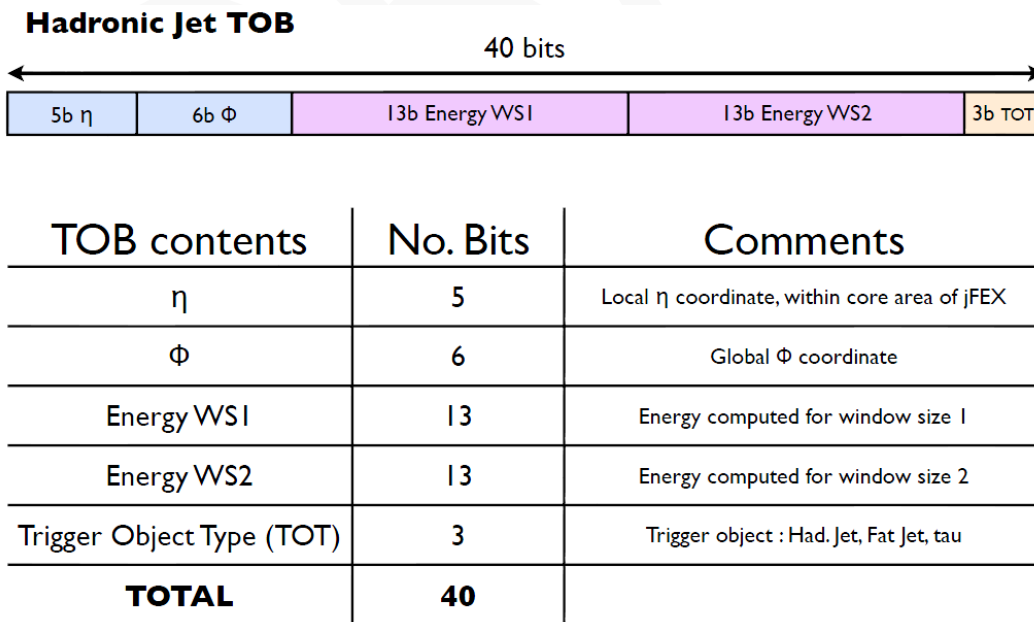 Hadronic Jet TOB
40 bits
5b η 6b Φ 13b Energy WS1 13b Energy WS2 3b TOT
TOB contents No. Bits Comments
η 5 Local η coordinate, within core area of jFEX
Φ 6 Global Φ coordinate
Energy WS1 13 Energy computed for window size 1
Energy WS2 13 Energy computed for window size 2
Trigger Object Type (TOT) 3 Trigger object : Had. Jet, Fat Jet, tau
TOTAL 40